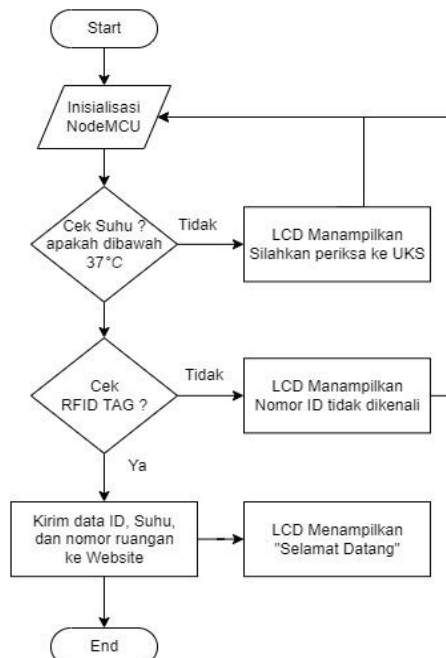 Start
Inisialisasi
NodeMCU
Cek Suhu ?
apakah dibawah
37°C
Tidak
LCD Manampilkan
Silahkan periksa ke UKS
Cek
RFID TAG ?
Tidak
LCD Manampilkan
Nomor ID tidak dikenali
Ya
Kirim data ID, Suhu,
dan nomor ruangan
ke Website
LCD Menampilkan
"Selamat Datang"
End